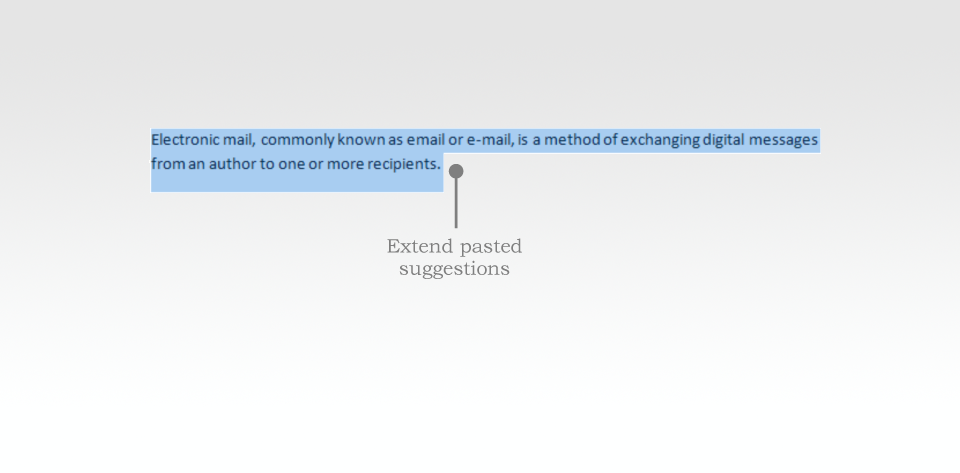 Electronic mail, commonly known as email or e-mail, is a method of exchanging digital messages
from an author to one or more recipients.
Extend pasted
suggestions